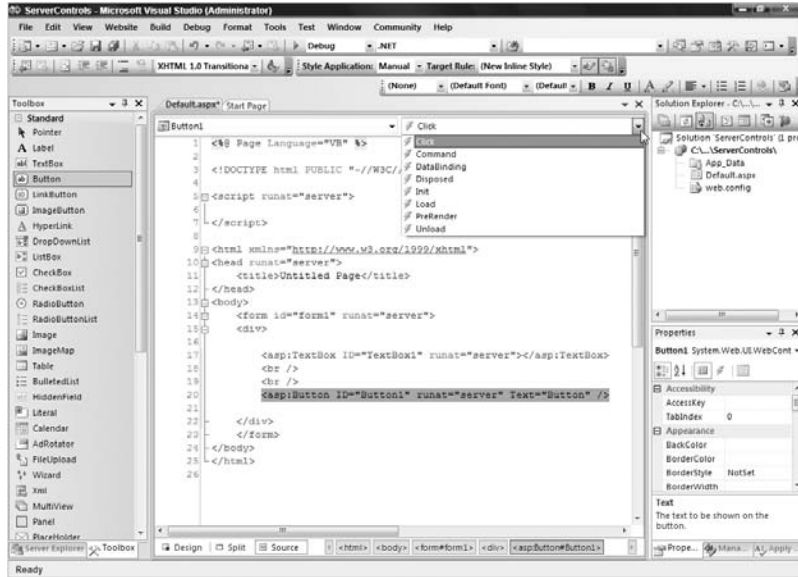 ServerControls - Microsoft Visual Studio (Administrator)
File Edit View Website Build Debug Format Tools Test Window Community Help
Debug .NET
XHTML 1.0 Transitiona Style Application: Manual Target Rule: (New Inline Style)
(None) (Default Font) (Default B I U A
Toolbox
Standard
Pointer
A Label
TextBox
Button
LinkButton
ImageButton
HyperLink
DropDownList
ListBox
CheckBox
CheckBoxList
RadioButton
RadioButtonList
Image
ImageMap
Table
BulletedList
HiddenField
Literal
Calendar
AdRotator
FileUpload
Wizard
Xml
MultiView
Panel
PlaceHolder
Server Explorer Toolbox
Default.aspx* Start Page
Button1 Click
Click
Command
DataBinding
Disposed
Init
Load
PreRender
Unload
1 <%@ Page Language="VB" %>
2
3 <!DOCTYPE html PUBLIC "-//W3C//
4
5 <script runat="server">
6
7 </script>
8
9 <html xmlns="http://www.w3.org/1999/xhtml">
10 <head runat="server">
11 <title>Untitled Page</title>
12 </head>
13 <body>
14 <form id="form1" runat="server">
15 <div>
16
17 <asp:TextBox ID="TextBox1" runat="server"></asp:TextBox>
18 <br />
19 <br />
20 <asp:Button ID="Button1" runat="server" Text="Button" />
21
22 </div>
23 </form>
24 </body>
25 </html>
26
Design Split Source <html> <body> <form#form1> <div> <asp:Button#Button1>
Solution Explorer - C:\...\...
Solution 'ServerControls' (1 pro
C:\...\ServerControls\
App_Data
Default.aspx
web.config
Properties
Button1 System.Web.UI.WebCont
Accessibility
AccessKey
TabIndex 0
Appearance
BackColor
BorderColor
BorderStyle NotSet
BorderWidth
Text
The text to be shown on the
button.
Prope... Mana... Apply
Ready